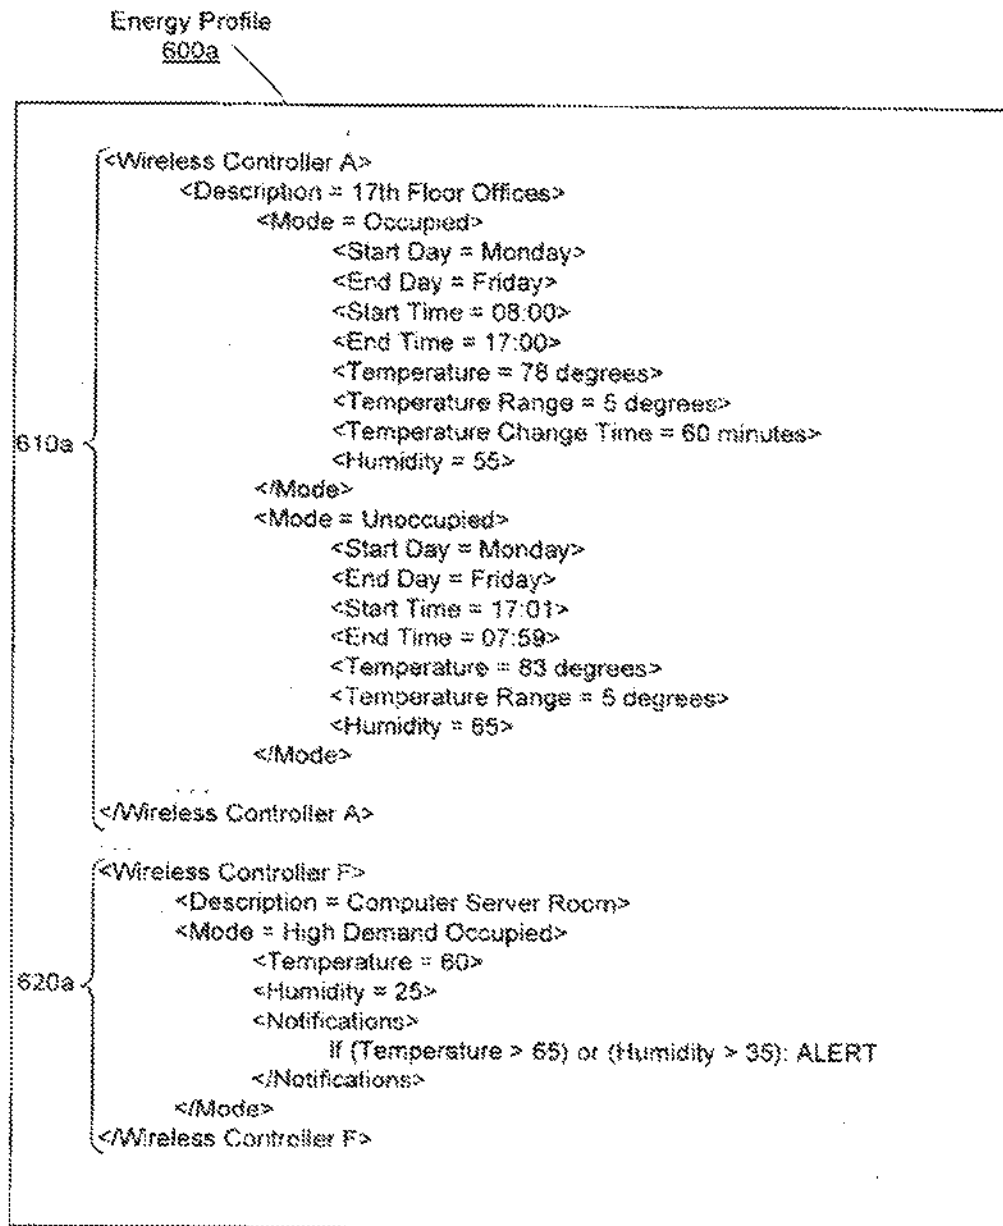 Energy Profile
600a
<Wireless Controller A>
<Description = 17th Floor Offices>
<Mode = Occupied>
<Start Day = Monday>
<End Day = Friday>
<Start Time = 08:00>
<End Time = 17:00>
<Temperature = 78 degrees>
<Temperature Range = 5 degrees>
<Temperature Change Time = 60 minutes>
610a
<Humidity = 55>
</Mode>
<Mode = Unoccupied>
<Start Day = Monday>
<End Day = Friday>
<Start Time = 17:01>
<End Time = 07:59>
<Temperature = 83 degrees>
<Temperature Range = 5 degrees>
<Humidity = 65>
</Mode>
. . .
</Wireless Controller A>
. . .
<Wireless Controller F>
<Description = Computer Server Room>
<Mode = High Demand Occupied>
<Temperature = 60>
620a
<Humidity = 25>
<Notifications>
If (Temperature > 65) or (Humidity > 35): ALERT
</Notifications>
</Mode>
</Wireless Controller F>